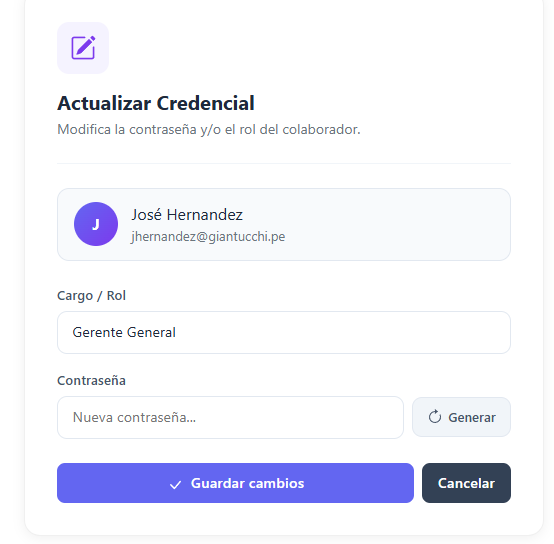 Actualizar Credencial
Modifica la contraseña y/o el rol del colaborador.
J
José Hernandez
jhernandez@giantucchi.pe
Cargo / Rol
Gerente General
Contraseña
Nueva contraseña...
Generar
Guardar cambios
Cancelar